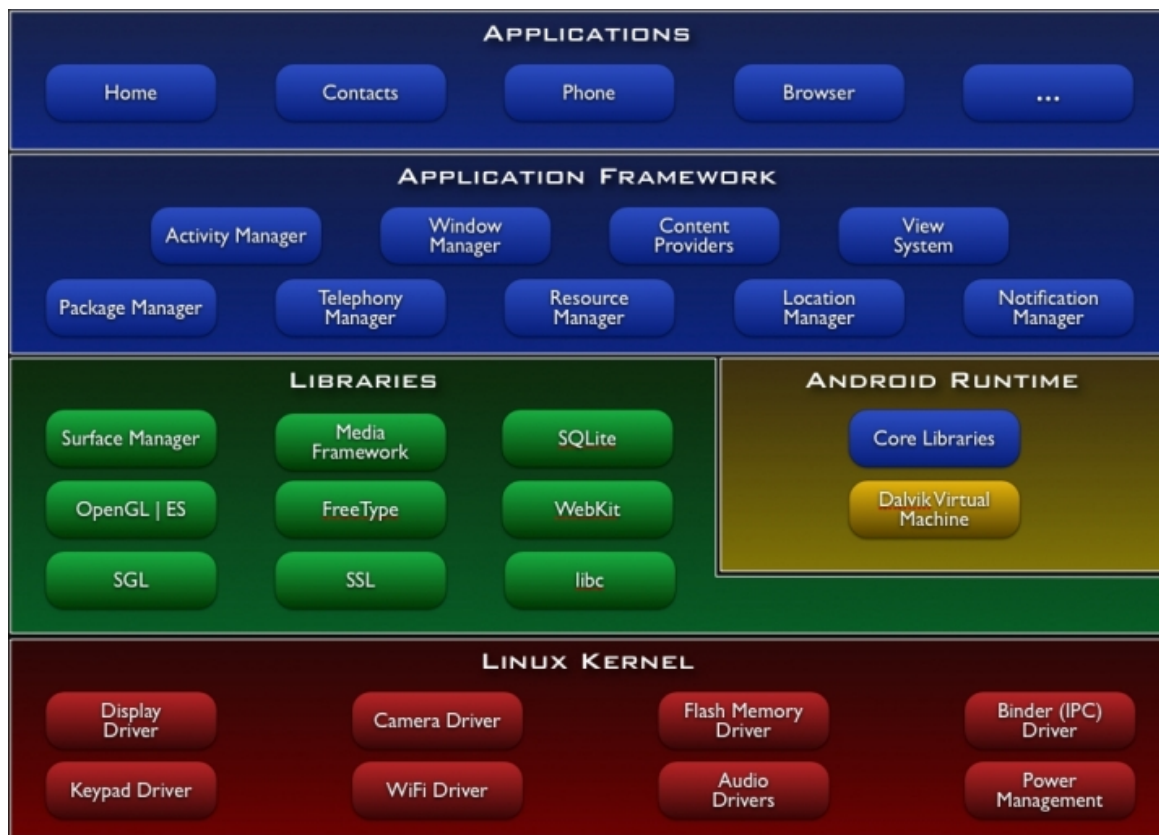 APPLICATIONS
Home
Contacts
Phone
Browser
...
APPLICATION FRAMEWORK
Activity Manager
Window
Manager
Content
Providers
View
System
Package Manager
Telephony
Manager
Resource
Manager
Location
Manager
Notification
Manager
LIBRARIES
Surface Manager
Media
Framework
SQLite
OpenGL | ES
FreeType
WebKit
SGL
SSL
libc
ANDROID RUNTIME
Core Libraries
Dalvik Virtual
Machine
LINUX KERNEL
Display
Driver
Camera Driver
Flash Memory
Driver
Binder (IPC)
Driver
Keypad Driver
WiFi Driver
Audio
Drivers
Power
Management